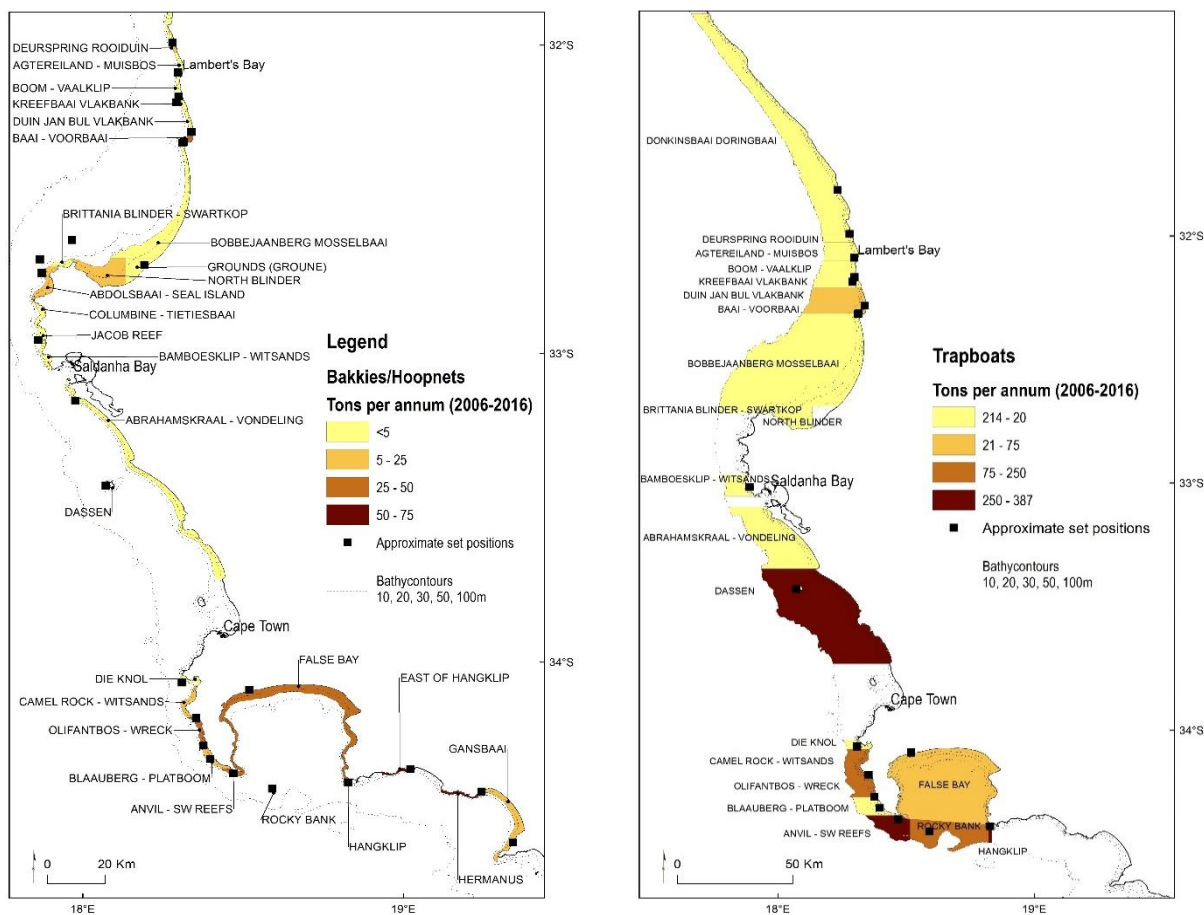 DEURSPRING ROOIDUIN
AGTEREILAND - MUISBOS
Lambert's Bay
BOOM - VAALKLIP
KREEFBAAI VLAKBANK
DUIN JAN BUL VLAKBANK
BAAI - VOORBAAI
BRITTANIA BLINDER - SWARTKOP
BOBBEJAANBERG MOSSELBAAI
GROUNDS (GROUNE)
NORTH BLINDER
ABDOLSBAAI - SEAL ISLAND
COLUMBINE - TIETIESBAAI
JACOB REEF
BAMBOESKLIP - WITSANDS
Saldanha Bay
ABRAHAMSKRAAL - VONDELING
DASSEN
Cape Town
DIE KNOL
FALSE BAY
EAST OF HANGKLIP
CAMEL ROCK - WITSANDS
OLIFANTBOS - WRECK
GANSBAAI
BLAAUBERG - PLATBOOM
ANVIL - SW REEFS
ROCKY BANK
HANGKLIP
HERMANUS
Legend
Bakkies/Hoopnets
Tons per annum (2006-2016)
<5
5 - 25
25 - 50
50 - 75
Approximate set positions
Bathycontours
10, 20, 30, 50, 100m
0 20 Km
32°S
33°S
34°S
18°E
19°E
DONKINSBAAI DORINGBAAI
DEURSPRING ROOIDUIN
AGTEREILAND - MUISBOS
Lambert's Bay
BOOM - VAALKLIP
KREEFBAAI VLAKBANK
DUIN JAN BUL VLAKBANK
BAAI - VOORBAAI
BOBBEJAANBERG MOSSELBAAI
BRITTANIA BLINDER - SWARTKOP
NORTH BLINDER
BAMBOESKLIP - WITSANDS
Saldanha Bay
ABRAHAMSKRAAL - VONDELING
DASSEN
Cape Town
DIE KNOL
CAMEL ROCK - WITSANDS
FALSE BAY
OLIFANTBOS - WRECK
BLAAUBERG - PLATBOOM
ANVIL - SW REEFS
ROCKY BANK
HANGKLIP
Trapboats
Tons per annum (2006-2016)
214 - 20
21 - 75
75 - 250
250 - 387
Approximate set positions
Bathycontours
10, 20, 30, 50, 100m
0 50 Km
32°S
33°S
34°S
18°E
19°E